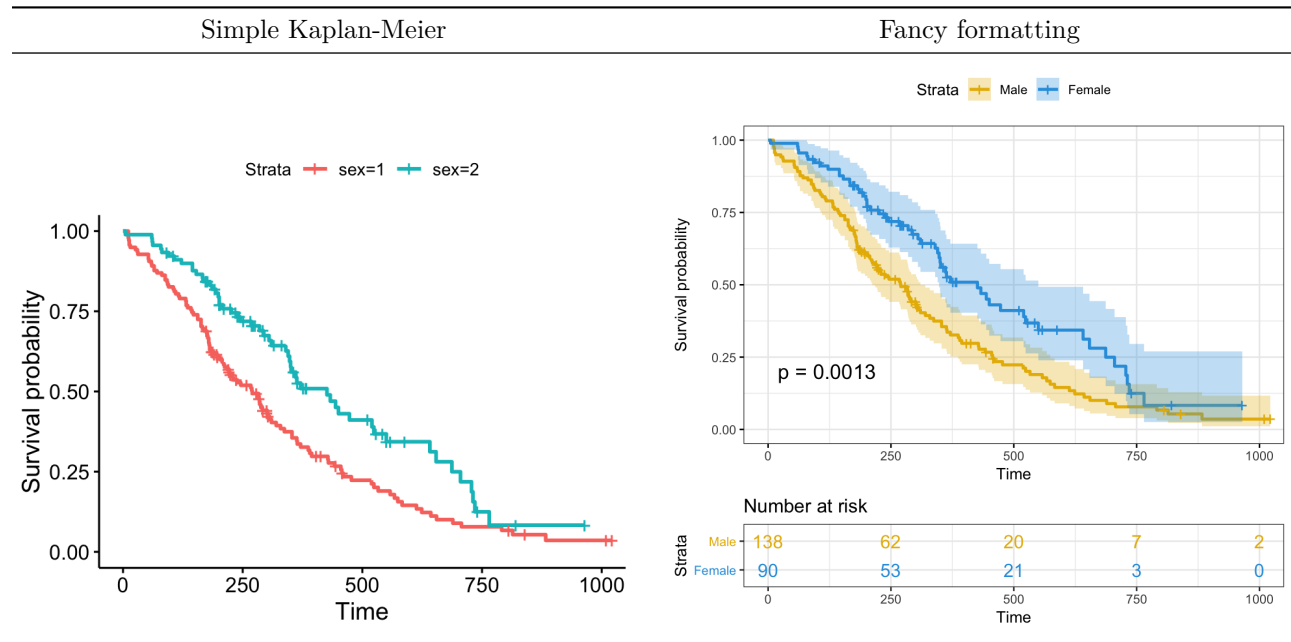 Simple Kaplan-Meier
Fancy formatting
Strata sex=1 sex=2
Survival probability
1.00
0.75
0.50
0.25
0.00
0 250 500 750 1000
Time
Strata Male Female
Survival probability
1.00
0.75
0.50
0.25
0.00
p = 0.0013
0 250 500 750 1000
Time
Number at risk
Strata
Male 138 62 20 7 2
Female 90 53 21 3 0
0 250 500 750 1000
Time